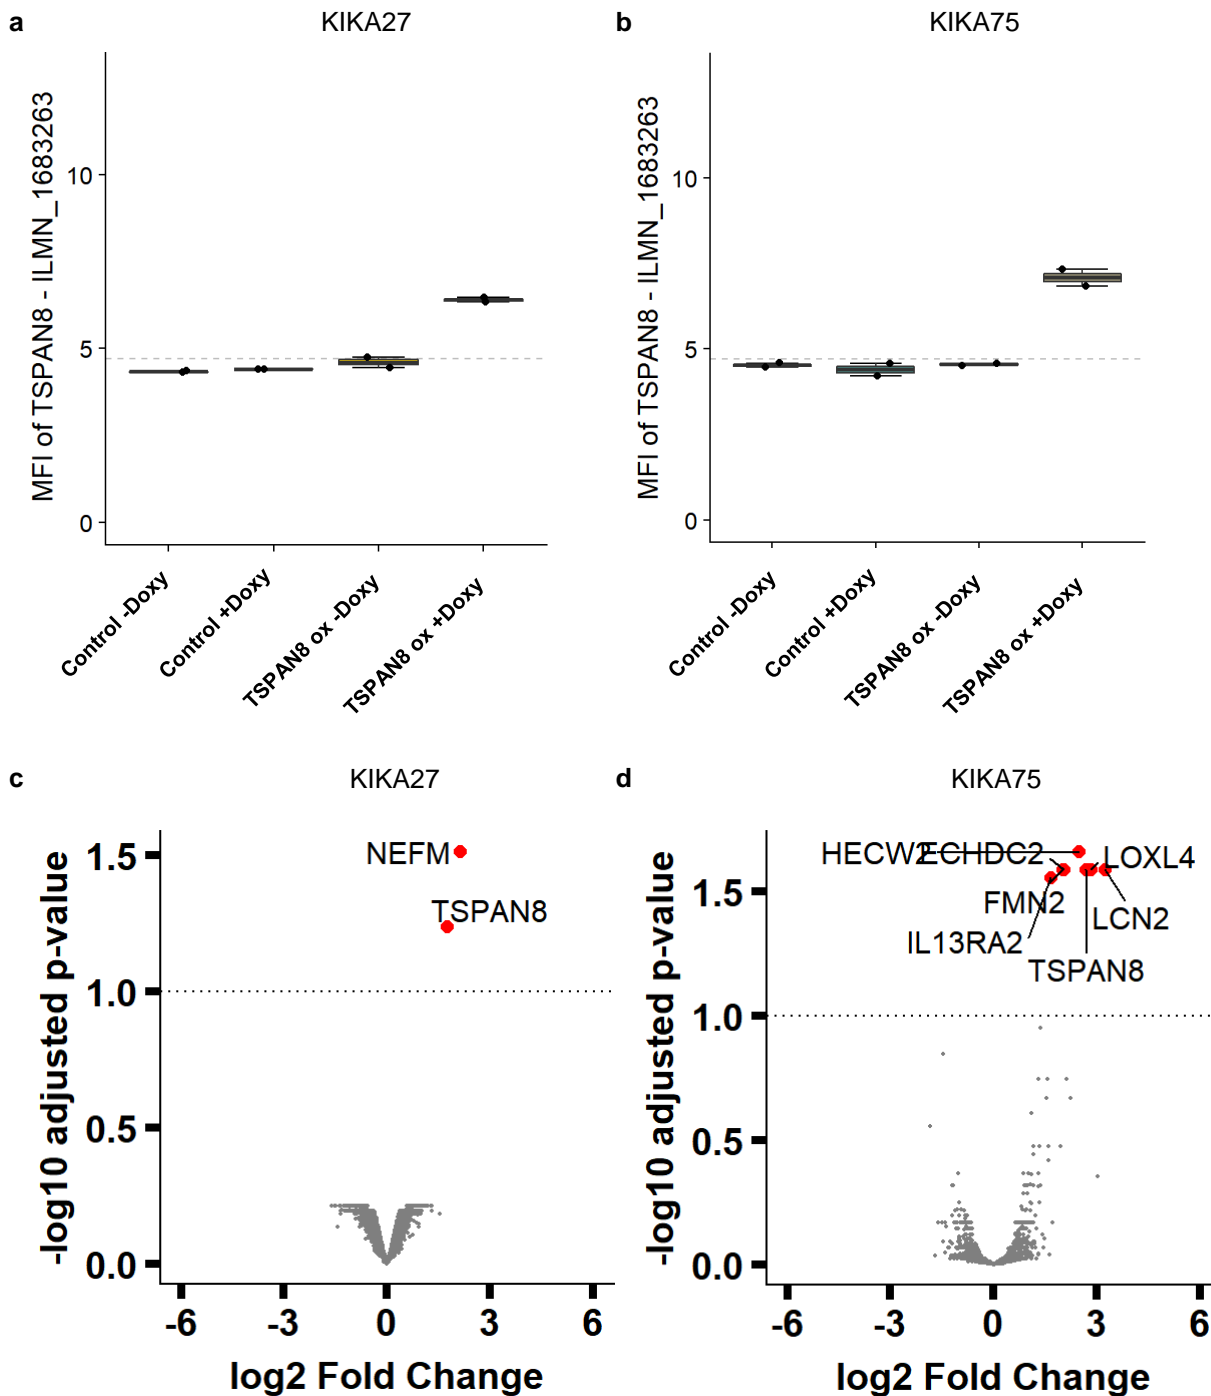 a
KIKA27
MFI of TSPAN8 - ILMN_1683263
10
5
0
Control -Doxy
Control +Doxy
TSPAN8 ox -Doxy
TSPAN8 ox +Doxy
b
KIKA75
MFI of TSPAN8 - ILMN_1683263
10
5
0
Control -Doxy
Control +Doxy
TSPAN8 ox -Doxy
TSPAN8 ox +Doxy
c
KIKA27
-log10 adjusted p-value
1.5
1.0
0.5
0.0
NEFM
TSPAN8
-6
-3
0
3
6
log2 Fold Change
d
KIKA75
-log10 adjusted p-value
1.5
1.0
0.5
0.0
HECW2
ECHDC2
LOXL4
FMN2
LCN2
IL13RA2
TSPAN8
-6
-3
0
3
6
log2 Fold Change